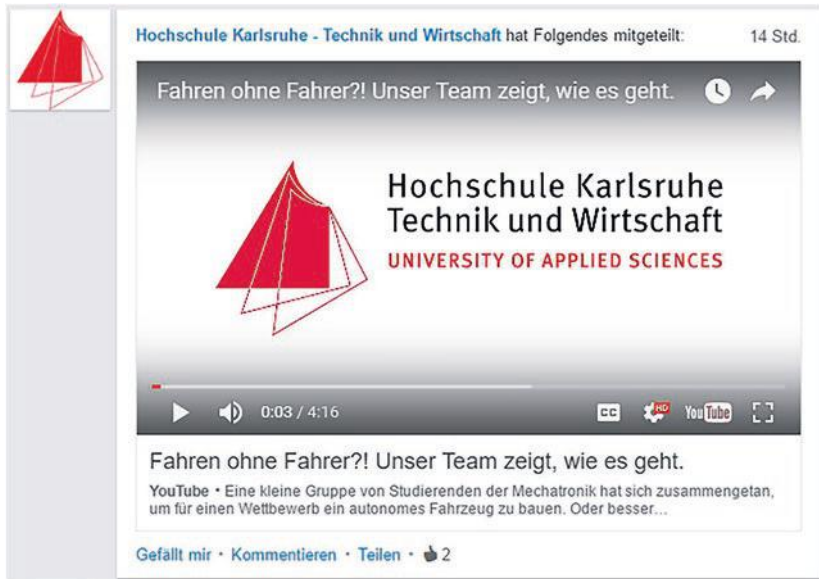 Hochschule Karlsruhe - Technik und Wirtschaft hat Folgendes mitgeteilt: 14 Std.
Fahren ohne Fahrer?! Unser Team zeigt, wie es geht.
Hochschule Karlsruhe
Technik und Wirtschaft
UNIVERSITY OF APPLIED SCIENCES
0:03 / 4:16 CC HD YouTube
Fahren ohne Fahrer?! Unser Team zeigt, wie es geht.
YouTube • Eine kleine Gruppe von Studierenden der Mechatronik hat sich zusammengetan,
um für einen Wettbewerb ein autonomes Fahrzeug zu bauen. Oder besser...
Gefällt mir · Kommentieren · Teilen · 2